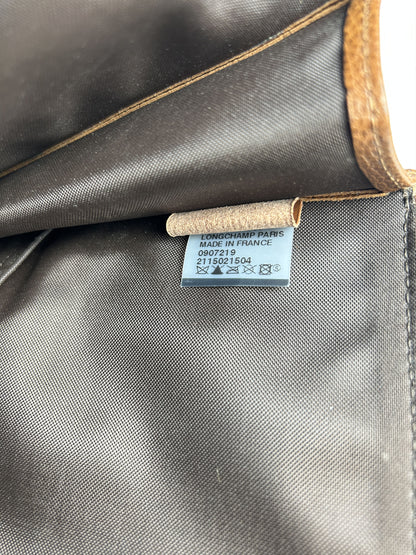 LONGCHAMP PARIS
MADE IN FRANCE
0907219
2115021504